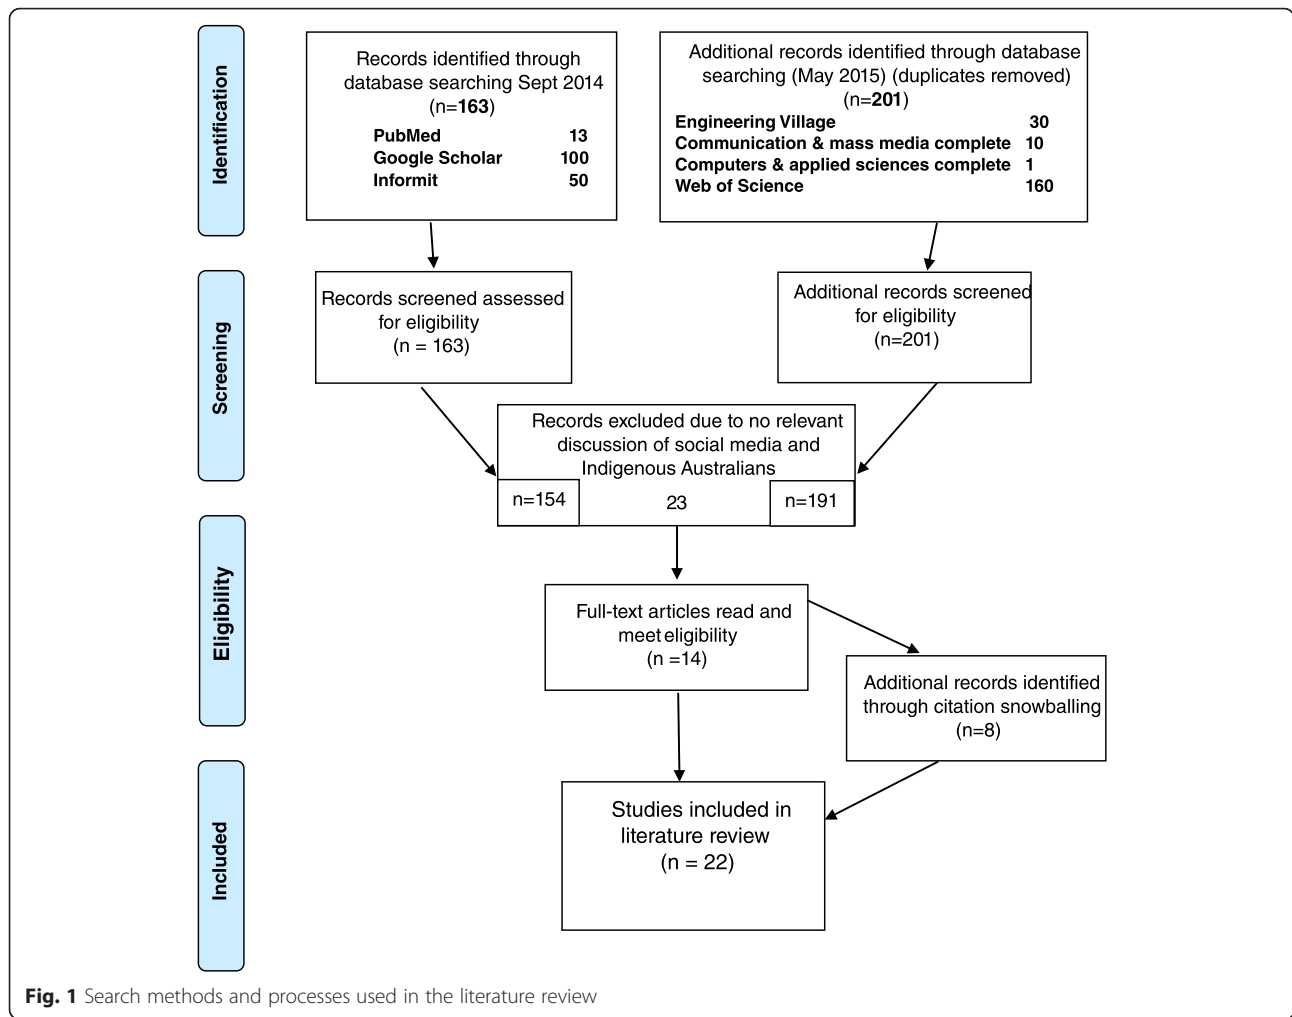 Identification
Records identified through
database searching Sept 2014
(n=163)
PubMed 13
Google Scholar 100
Informit 50
Additional records identified through database
searching (May 2015) (duplicates removed)
(n=201)
Engineering Village 30
Communication & mass media complete 10
Computers & applied sciences complete 1
Web of Science 160
Screening
Records screened assessed
for eligibility
(n = 163)
Additional records screened
for eligibility
(n=201)
Records excluded due to no relevant
discussion of social media and
Indigenous Australians
n=154 23 n=191
Eligibility
Full-text articles read and
meet eligibility
(n =14)
Additional records identified
through citation snowballing
(n=8)
Included
Studies included in
literature review
(n = 22)
Fig. 1 Search methods and processes used in the literature review